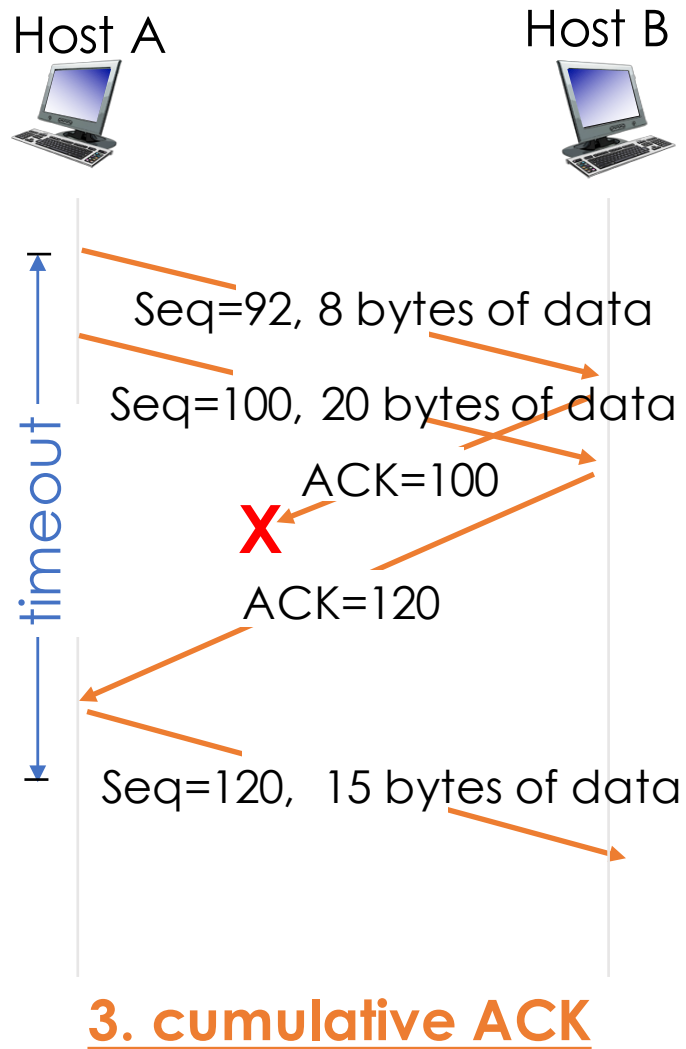 Host A
Host B
Seq=92, 8 bytes of data
Seq=100, 20 bytes of data
timeout
ACK=100
X
ACK=120
Seq=120, 15 bytes of data
3. cumulative ACK